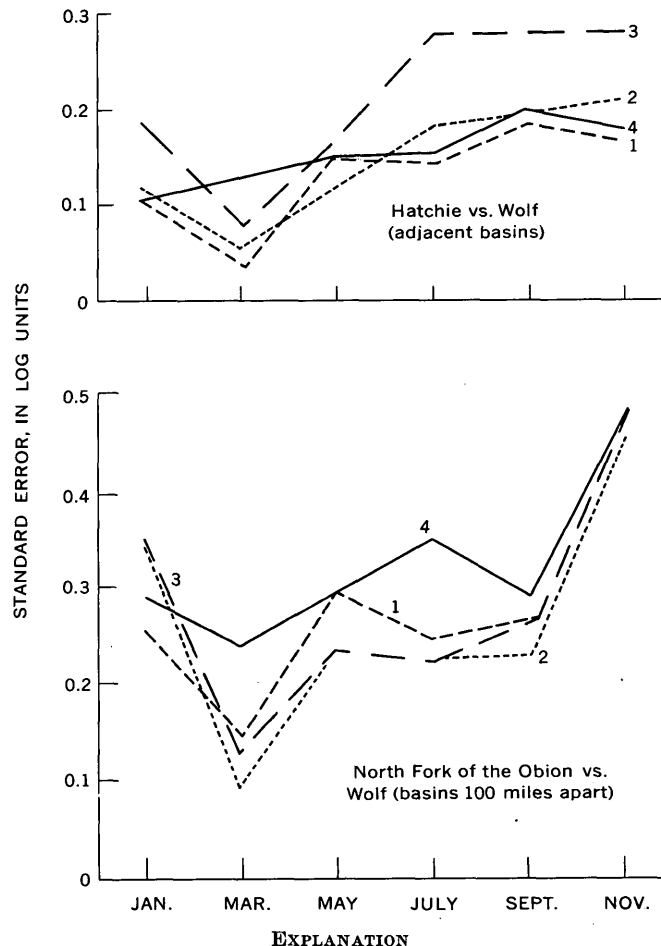 0.3
3
0.2
2
4
1
0.1
Hatchie vs. Wolf
(adjacent basins)
0
STANDARD ERROR, IN LOG UNITS
0.5
0.4
4
0.3
3
1
0.2
2
0.1
North Fork of the Obion vs.
Wolf (basins 100 miles apart)
0
JAN. MAR. MAY JULY SEPT. NOV.
EXPLANATION